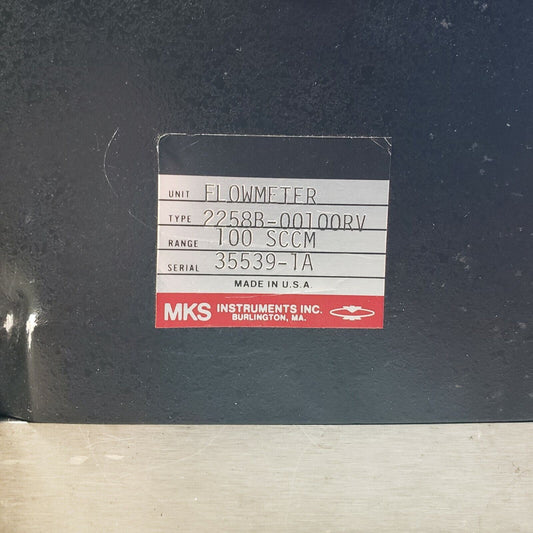 UNIT FLOWMETER
TYPE 2258B-00100RV
RANGE 100 SCCM
SERIAL 35539-1A
MADE IN U.S.A.
MKS INSTRUMENTS INC.
BURLINGTON, MA.